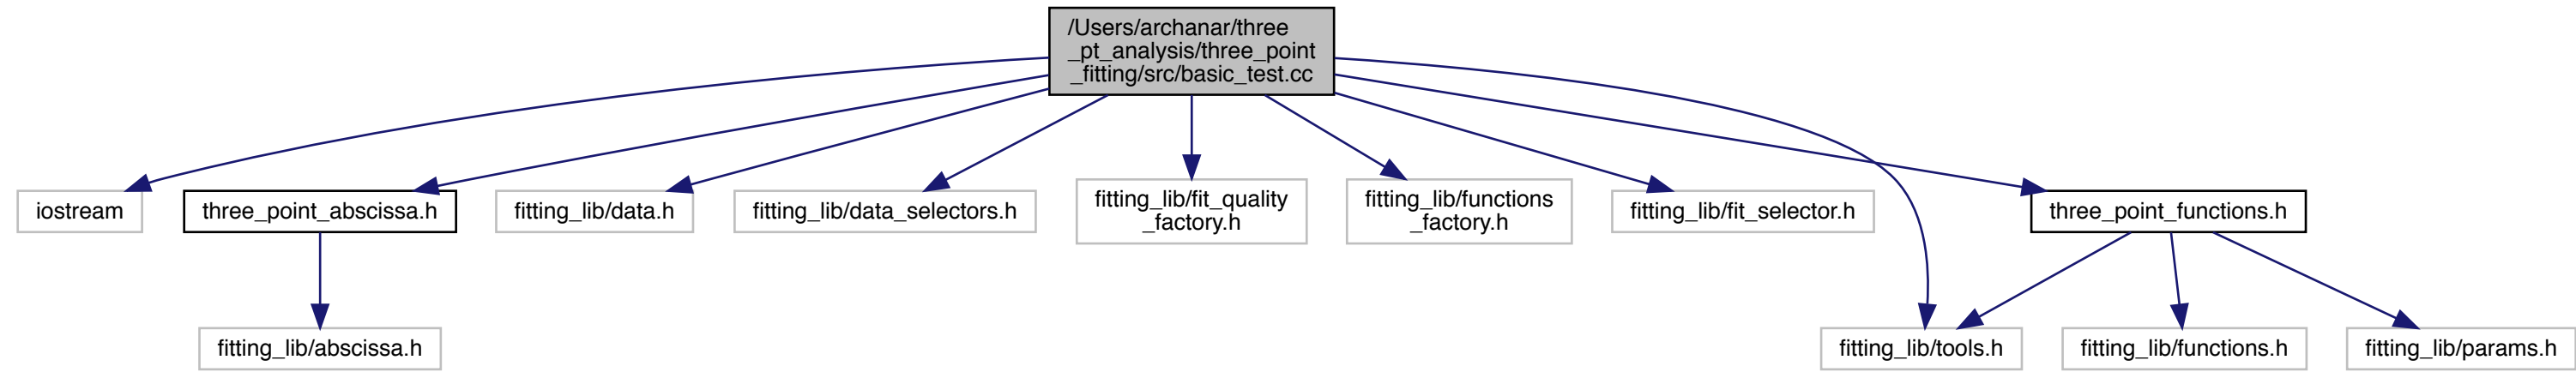 /Users/archanar/three
_pt_analysis/three_point
_fitting/src/basic_test.cc
iostream
three_point_abscissa.h
fitting_lib/data.h
fitting_lib/data_selectors.h
fitting_lib/fit_quality
_factory.h
fitting_lib/functions
_factory.h
fitting_lib/fit_selector.h
three_point_functions.h
fitting_lib/abscissa.h
fitting_lib/tools.h
fitting_lib/functions.h
fitting_lib/params.h